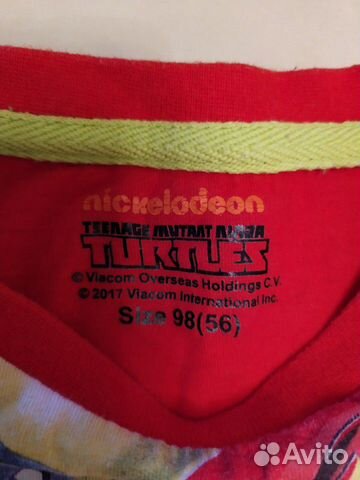 nickelodeon
TEENAGE MUTANT NINJA
TURTLES
© Viacom Overseas Holdings C.V.
© 2017 Viacom International Inc.
Size 98(56)
Avito